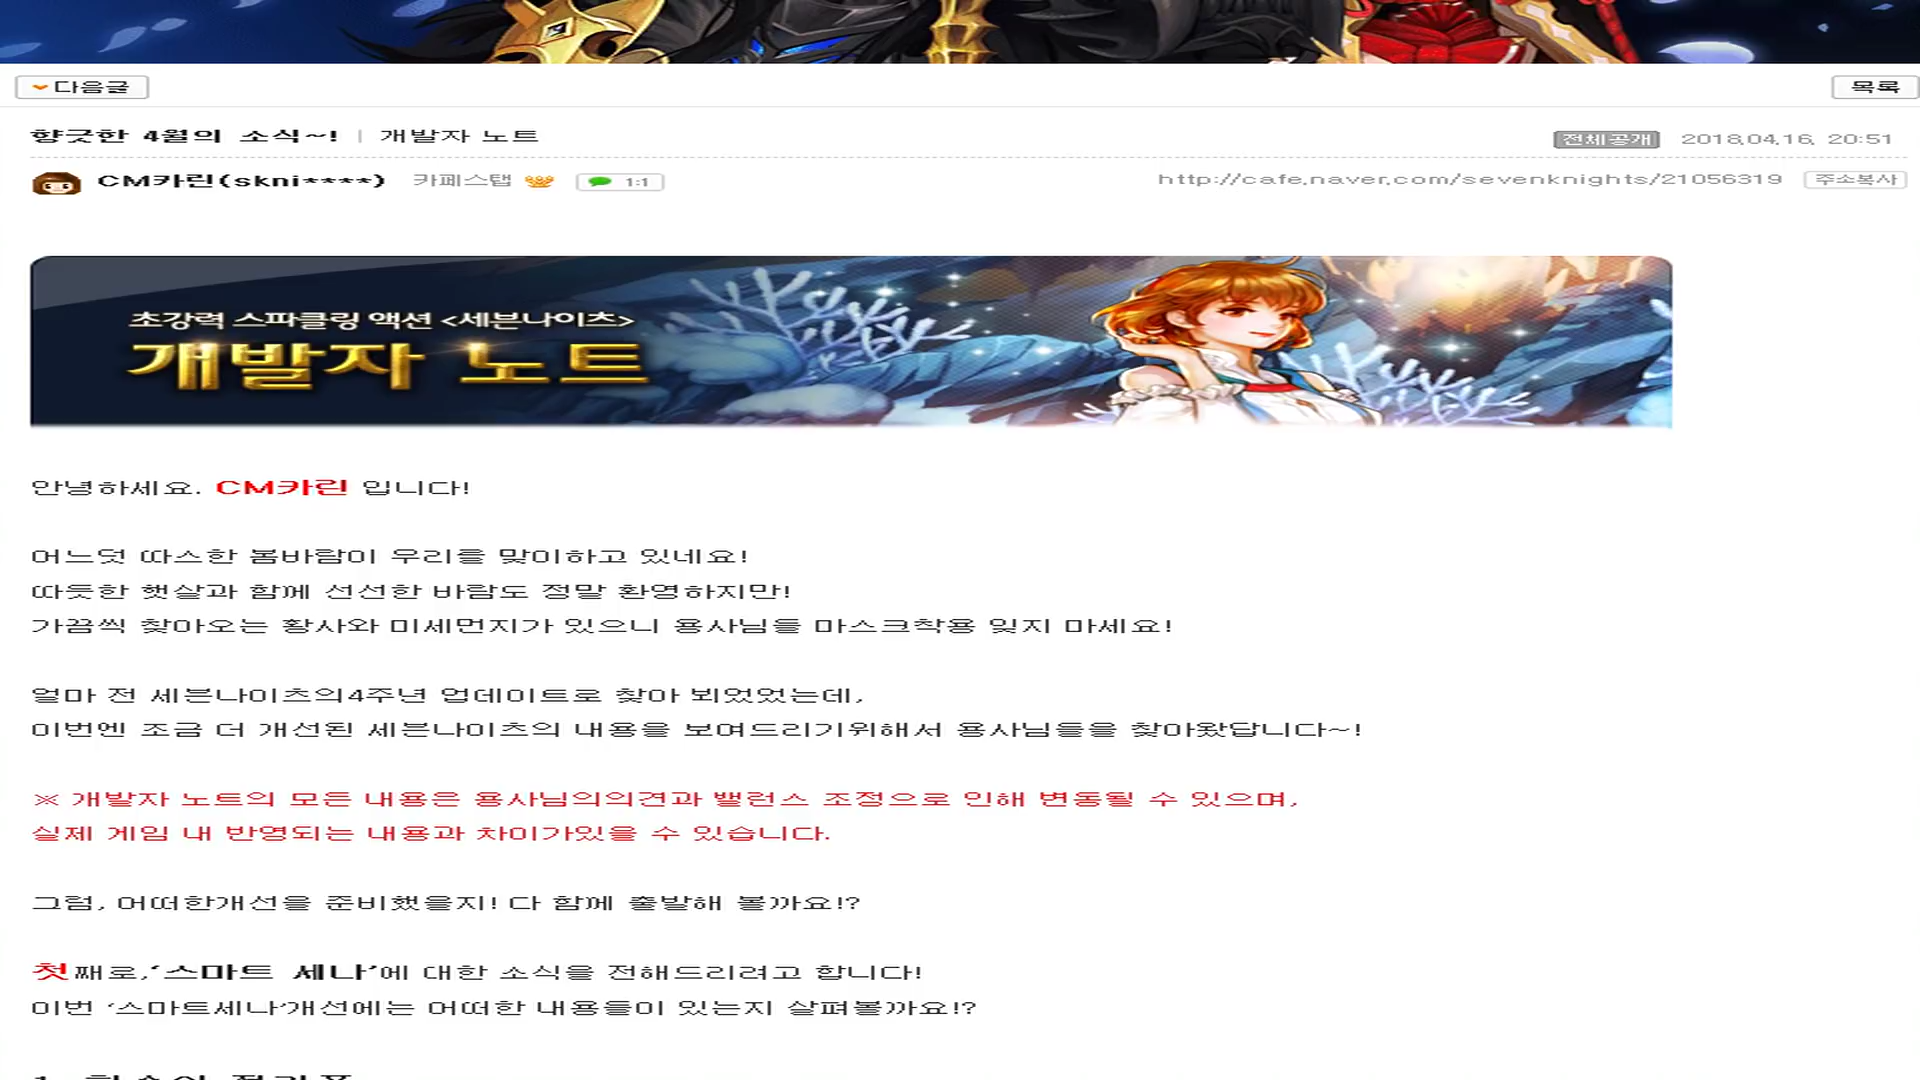 다음글
목록
향긋한 4월의 소식~! | 개발자 노트
전체공개 2018.04.16. 20:51
CM카린(skni****) 카페스탭 1:1
http://cafe.naver.com/sevenknights/21056319 주소복사
초강력 스파클링 액션 <세븐나이츠>
개발자 노트
안녕하세요. CM카린 입니다!
어느덧 따스한 봄바람이 우리를 맞이하고 있네요!
따듯한 햇살과 함께 선선한 바람도 정말 환영하지만!
가끔씩 찾아오는 황사와 미세먼지가 있으니 용사님들 마스크착용 잊지 마세요!
얼마 전 세븐나이츠의4주년 업데이트로 찾아 뵈었었는데,
이번엔 조금 더 개선된 세븐나이츠의 내용을 보여드리기위해서 용사님들을 찾아왔답니다~!
※ 개발자 노트의 모든 내용은 용사님의의견과 밸런스 조정으로 인해 변동될 수 있으며,
실제 게임 내 반영되는 내용과 차이가있을 수 있습니다.
그럼, 어떠한개선을 준비했을지! 다 함께 출발해 볼까요!?
첫째로,‘스마트 세나’에 대한 소식을 전해드리려고 합니다!
이번 ‘스마트세나’개선에는 어떠한 내용들이 있는지 살펴볼까요!?